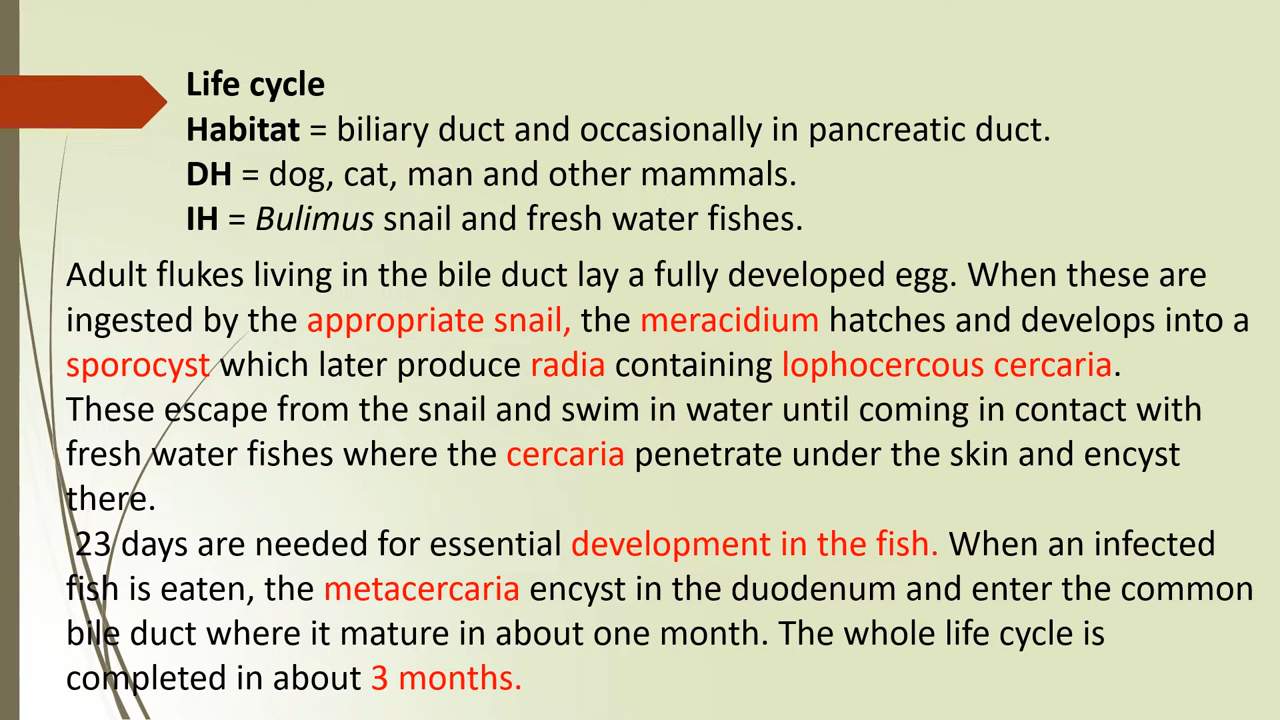 Life cycle
Habitat = biliary duct and occasionally in pancreatic duct.
DH = dog, cat, man and other mammals.
IH = Bulimus snail and fresh water fishes.
Adult flukes living in the bile duct lay a fully developed egg. When these are
ingested by the appropriate snail, the meracidium hatches and develops into a
sporocyst which later produce radia containing lophocercous cercaria.
These escape from the snail and swim in water until coming in contact with
fresh water fishes where the cercaria penetrate under the skin and encyst
there.
23 days are needed for essential development in the fish. When an infected
fish is eaten, the metacercaria encyst in the duodenum and enter the common
bile duct where it mature in about one month. The whole life cycle is
completed in about 3 months.